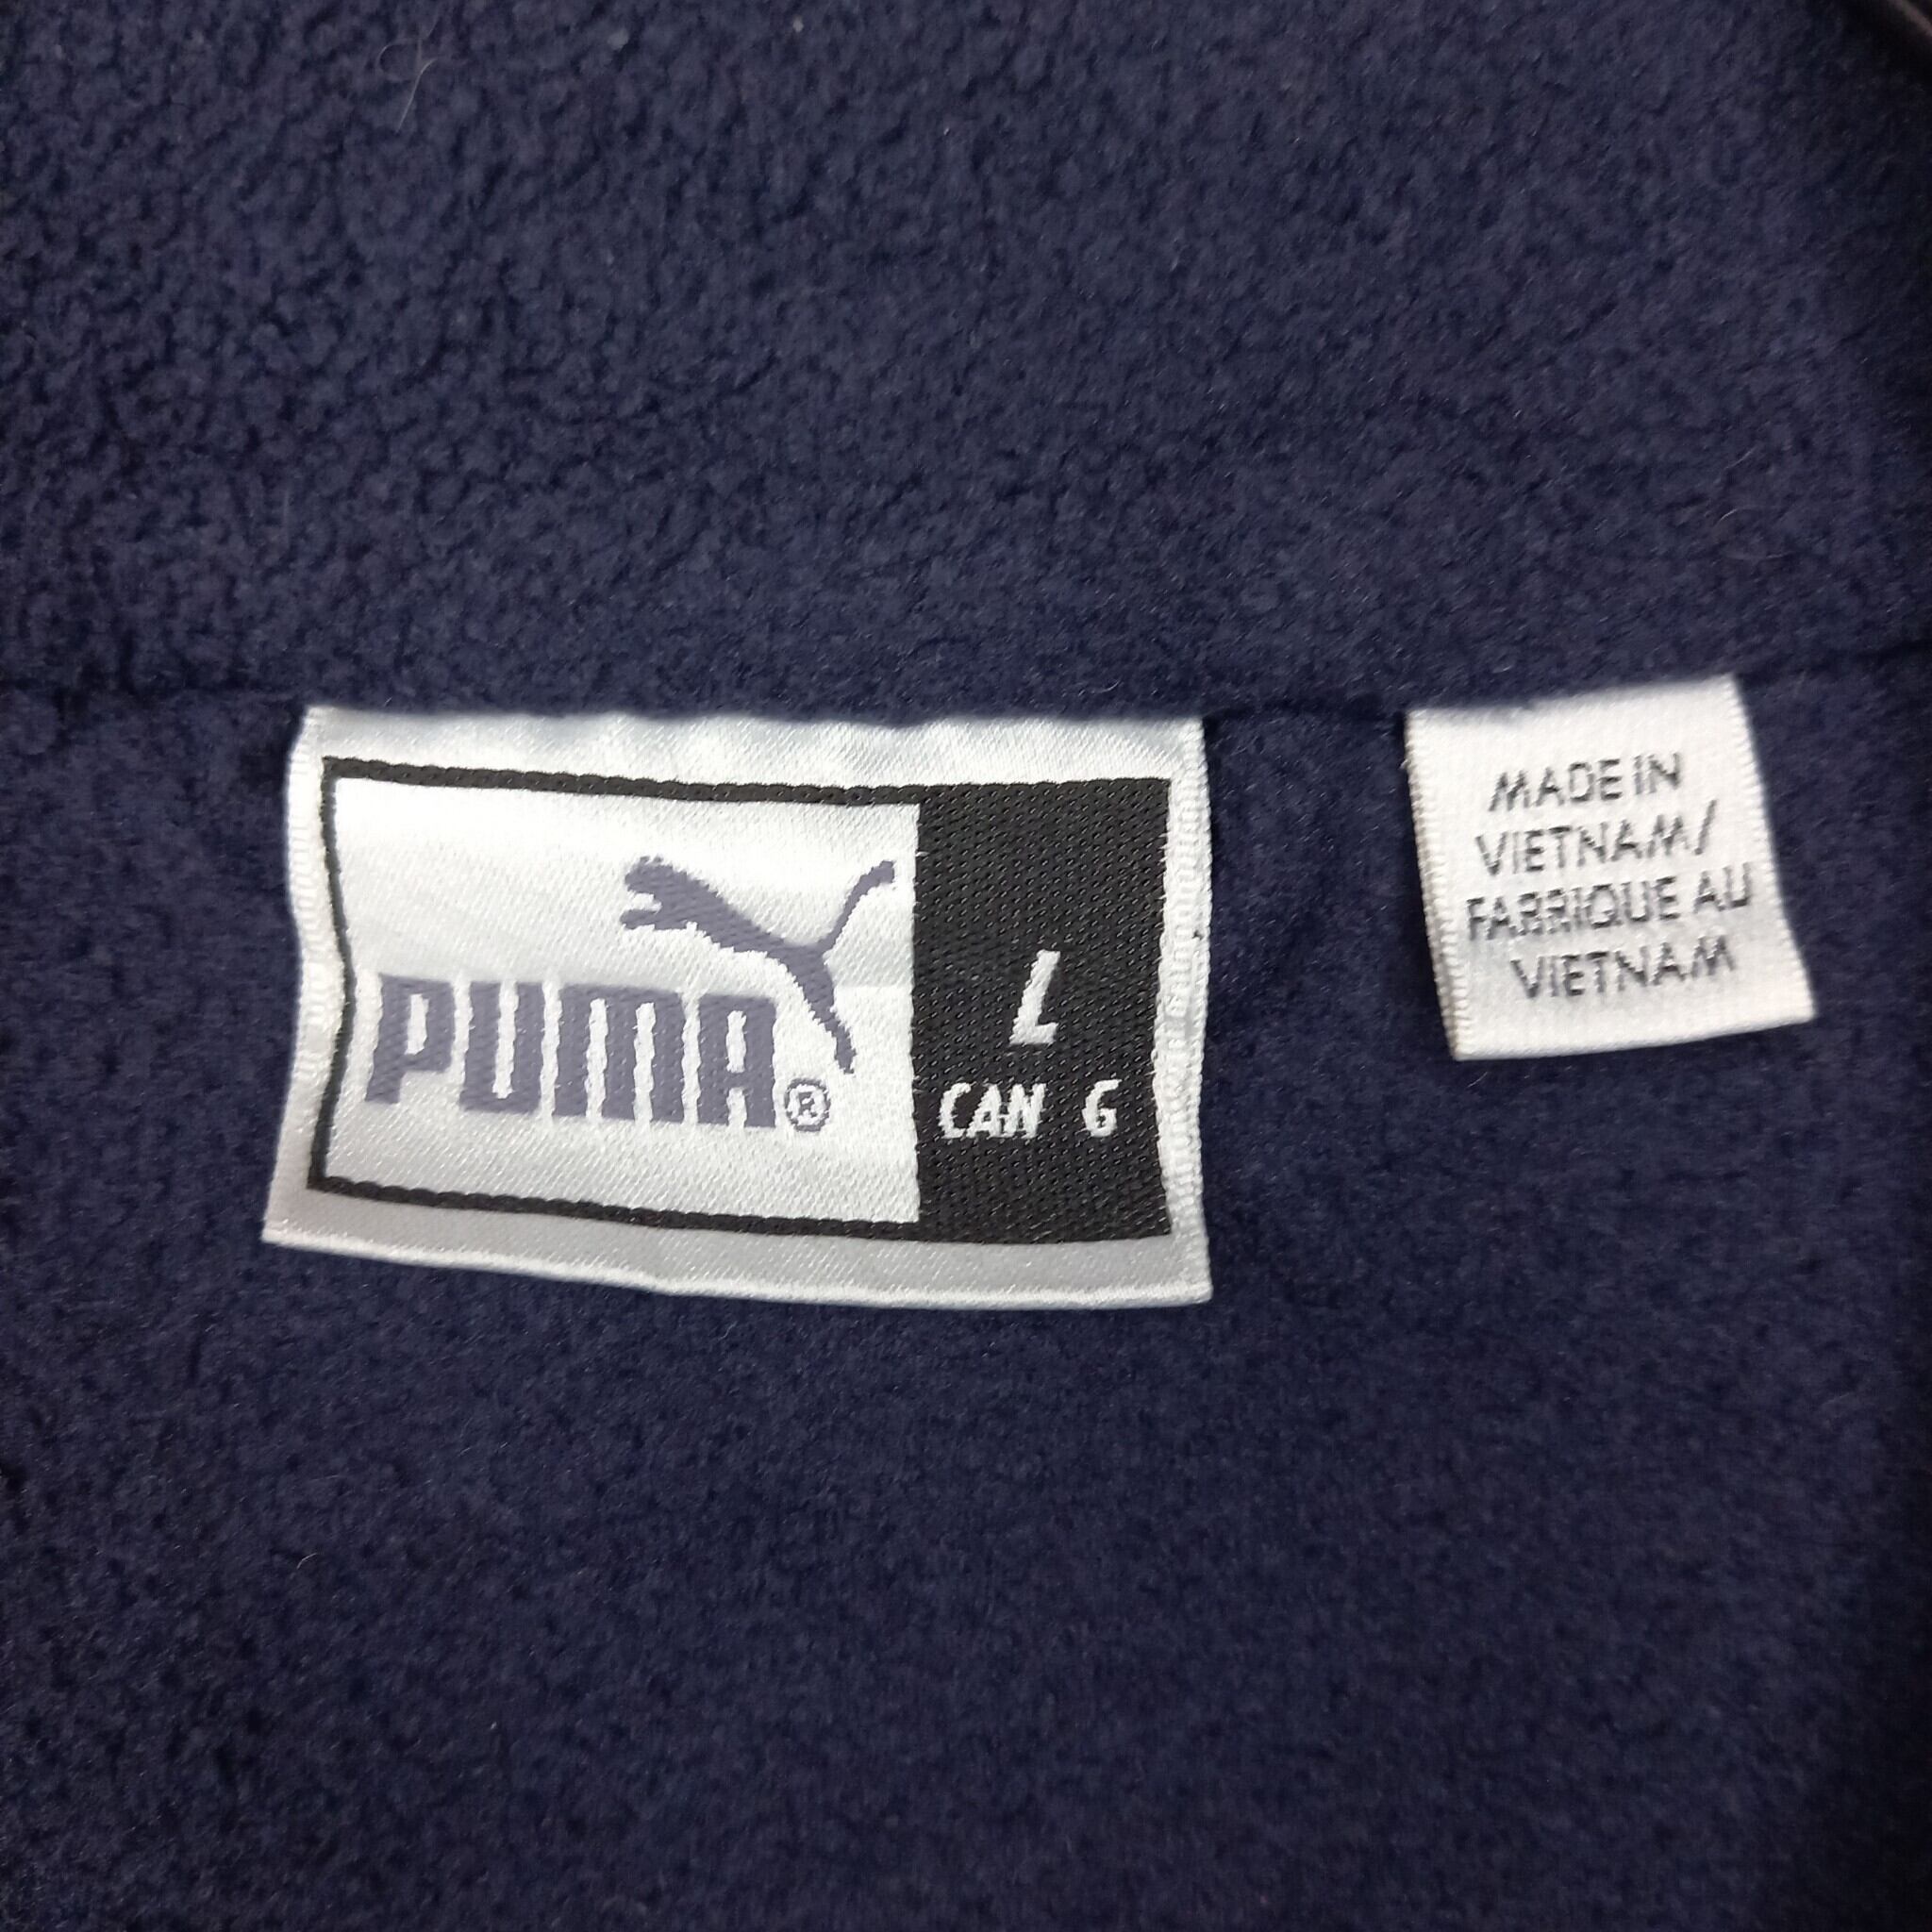 PUMA®
L
CAN G
MADE IN
VIETNAM/
FABRIQUE AU
VIETNAM